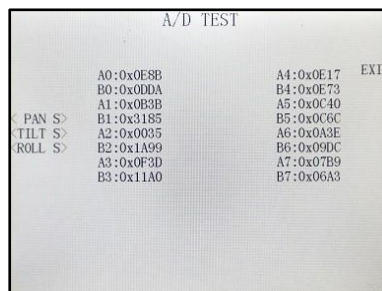 A/D TEST
A0:0x0E8B A4:0x0E17 EXI
B0:0x0DDA B4:0x0E73
A1:0x0B3B A5:0x0C40
< PAN S> B1:0x3185 B5:0x0C6C
<TILT S> A2:0x0035 A6:0x0A3E
<ROLL S> B2:0x1A99 B6:0x09DC
A3:0x0F3D A7:0x07B9
B3:0x11A0 B7:0x06A3